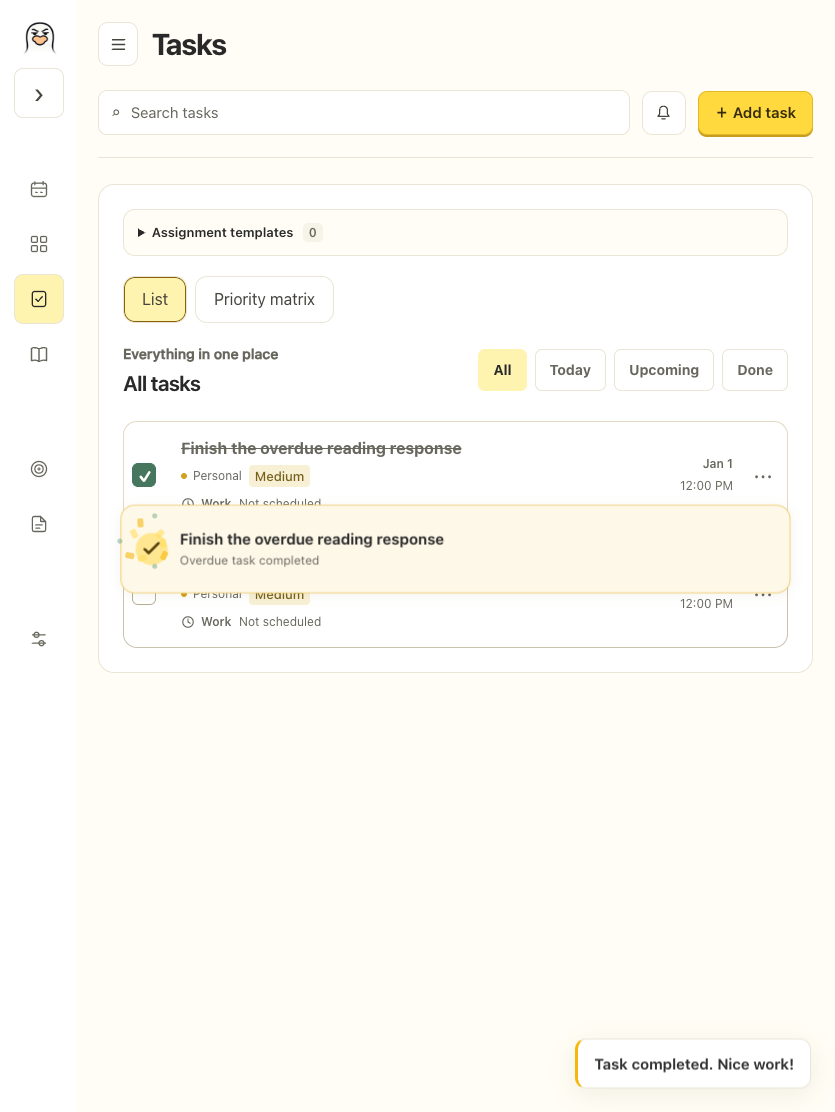 Tasks
Search tasks
+ Add task
Assignment templates 0
List
Priority matrix
Everything in one place
All tasks
All
Today
Upcoming
Done
Finish the overdue reading response
Personal Medium
Jan 1
12:00 PM
Work Not scheduled
Finish the overdue reading response
Overdue task completed
Personal Medium
12:00 PM
Work Not scheduled
Task completed. Nice work!